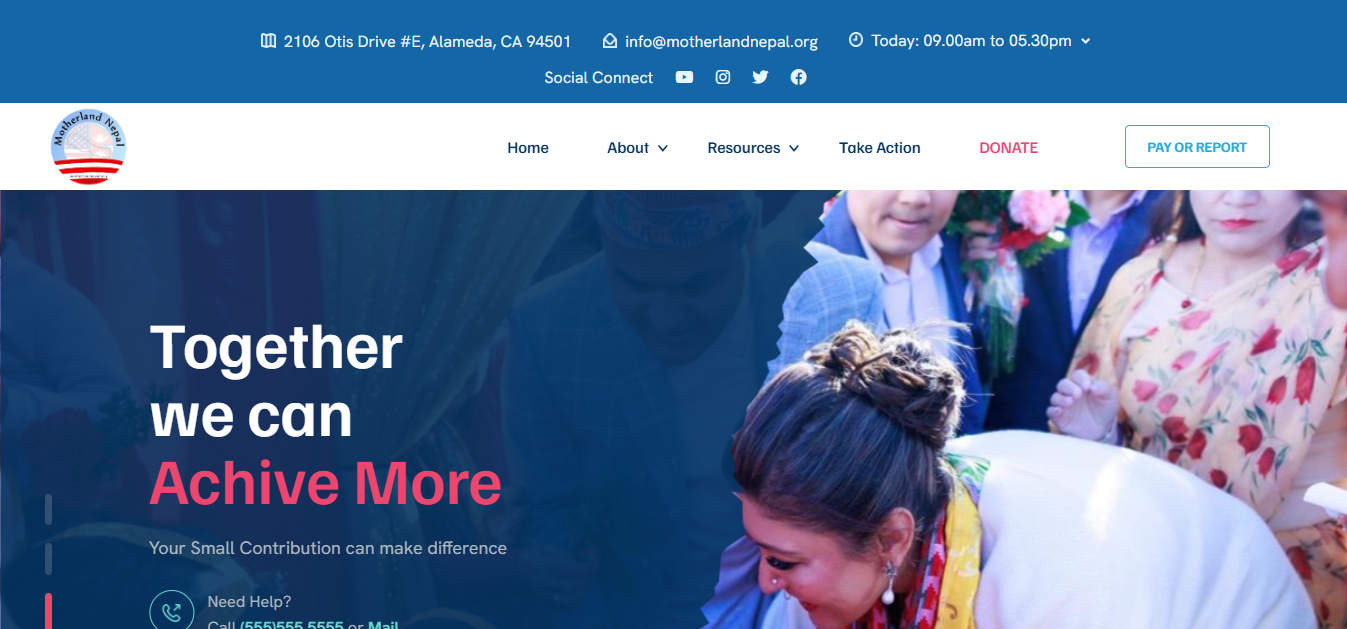 2106 Otis Drive #E, Alameda, CA 94501 info@motherlandnepal.org Today: 09.00am to 05.30pm
Social Connect
Motherland Nepal
Home About Resources Take Action DONATE PAY OR REPORT
Together
we can
Achive More
Your Small Contribution can make difference
Need Help?
Call (555)555 5555 or Mail